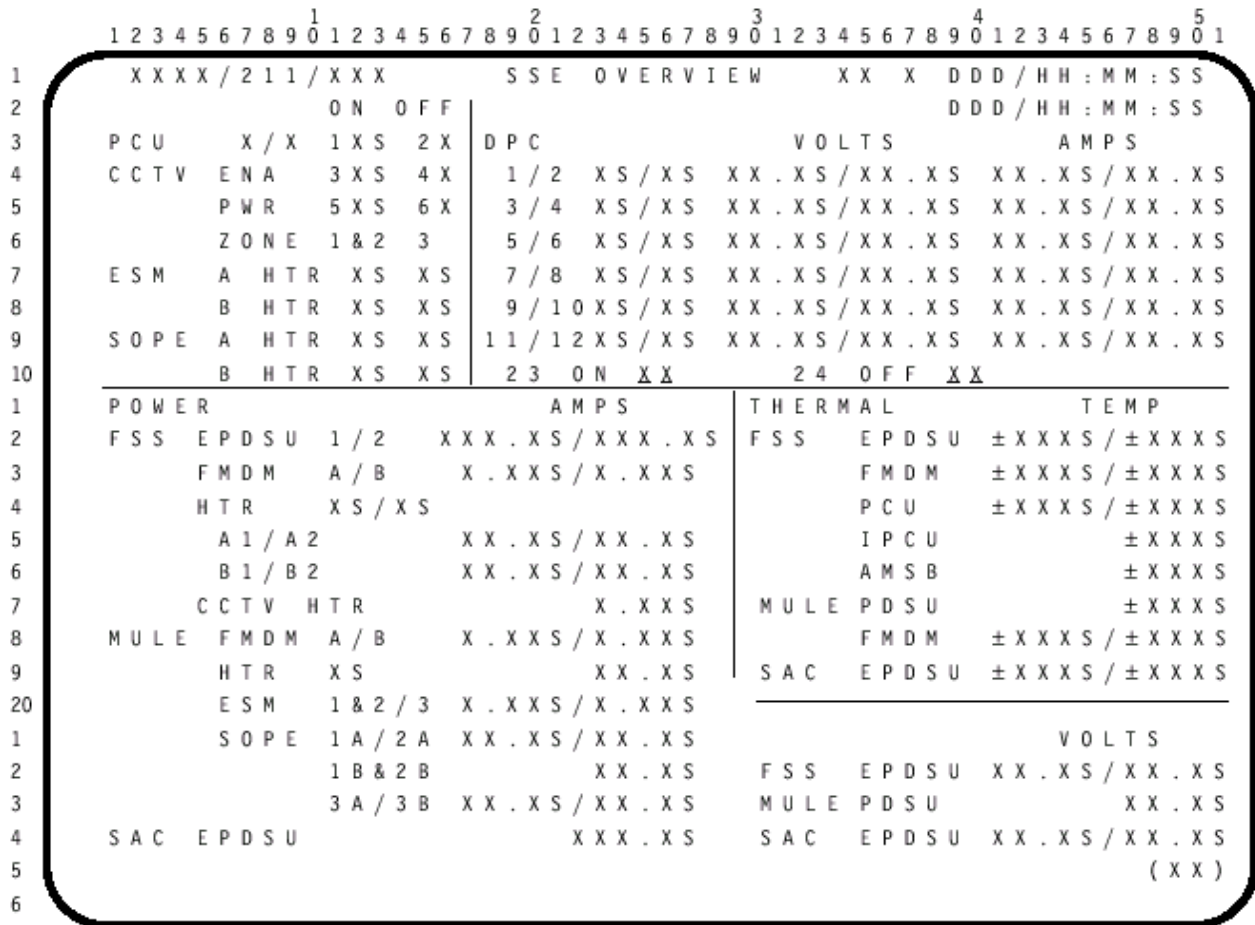 1 2 3 4 5
1 2 3 4 5 6 7 8 9 0 1 2 3 4 5 6 7 8 9 0 1 2 3 4 5 6 7 8 9 0 1 2 3 4 5 6 7 8 9 0 1 2 3 4 5 6 7 8 9 0 1
1 XXXX/211/XXX SSE OVERVIEW XX X DDD/HH:MM:SS
2 ON OFF DDD/HH:MM:SS
3 PCU X/X 1XS 2X DPC VOLTS AMPS
4 CCTV ENA 3XS 4X 1/2 XS/XS XX.XS/XX.XS XX.XS/XX.XS
5 PWR 5XS 6X 3/4 XS/XS XX.XS/XX.XS XX.XS/XX.XS
6 ZONE 1&2 3 5/6 XS/XS XX.XS/XX.XS XX.XS/XX.XS
7 ESM A HTR XS XS 7/8 XS/XS XX.XS/XX.XS XX.XS/XX.XS
8 B HTR XS XS 9/10XS/XS XX.XS/XX.XS XX.XS/XX.XS
9 SOPE A HTR XS XS 11/12XS/XS XX.XS/XX.XS XX.XS/XX.XS
10 B HTR XS XS 23 ON XX 24 OFF XX
1 POWER AMPS THERMAL TEMP
2 FSS EPDSU 1/2 XXX.XS/XXX.XS FSS EPDSU ±XXXS/±XXXS
3 FMDM A/B X.XXS/X.XXS FMDM ±XXXS/±XXXS
4 HTR XS/XS PCU ±XXXS/±XXXS
5 A1/A2 XX.XS/XX.XS IPCU ±XXXS
6 B1/B2 XX.XS/XX.XS AMSB ±XXXS
7 CCTV HTR X.XXS MULE PDSU ±XXXS
8 MULE FMDM A/B X.XXS/X.XXS FMDM ±XXXS/±XXXS
9 HTR XS XX.XS SAC EPDSU ±XXXS/±XXXS
20 ESM 1&2/3 X.XXS/X.XXS
1 SOPE 1A/2A XX.XS/XX.XS VOLTS
2 1B&2B XX.XS FSS EPDSU XX.XS/XX.XS
3 3A/3B XX.XS/XX.XS MULE PDSU XX.XS
4 SAC EPDSU XXX.XS SAC EPDSU XX.XS/XX.XS
5 (XX)
6